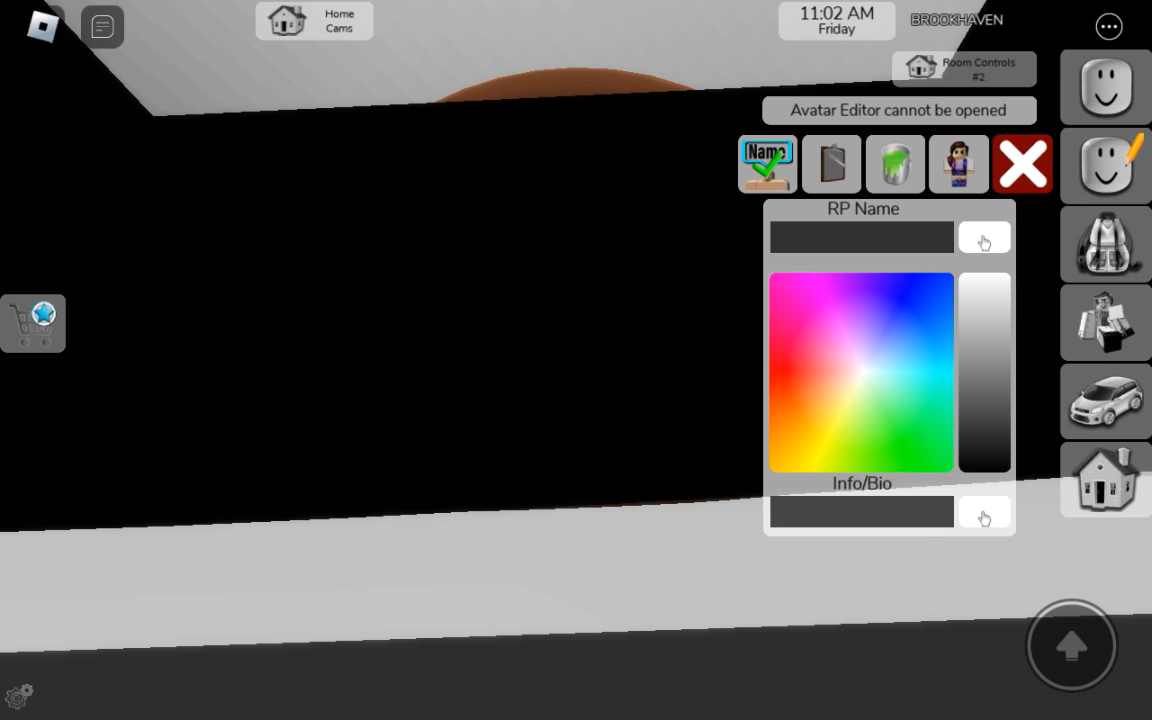 Home
Cams
11:02 AM
Friday
BROOKHAVEN
Room Controls
#2
Avatar Editor cannot be opened
Name
RP Name
Info/Bio